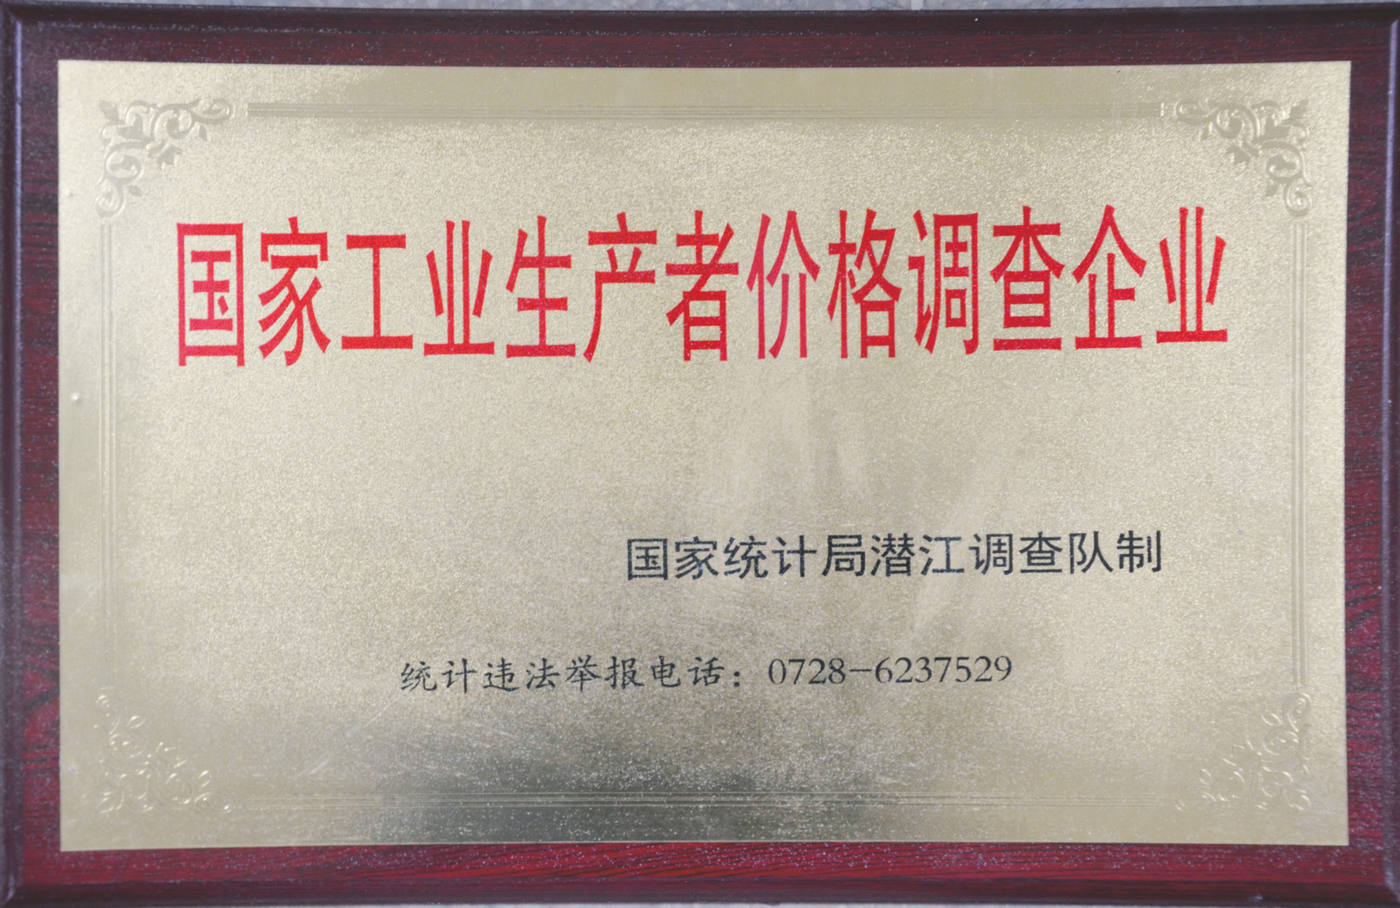 国家工业生产者价格调查企业
国家统计局潜江调查队制
统计违法举报电话：0728-6237529